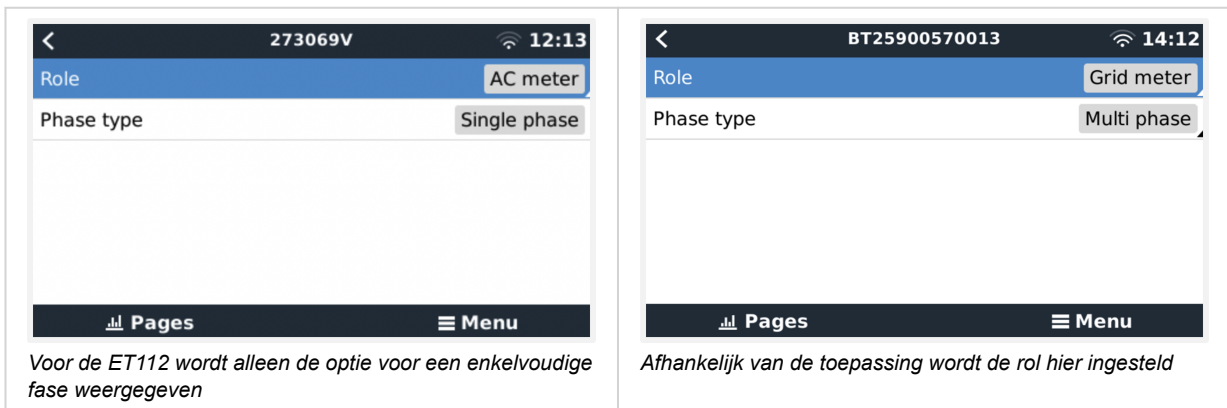 273069V 12:13
Role AC meter
Phase type Single phase
Pages Menu
Voor de ET112 wordt alleen de optie voor een enkelvoudige
fase weergegeven
BT25900570013 14:12
Role Grid meter
Phase type Multi phase
Pages Menu
Afhankelijk van de toepassing wordt de rol hier ingesteld